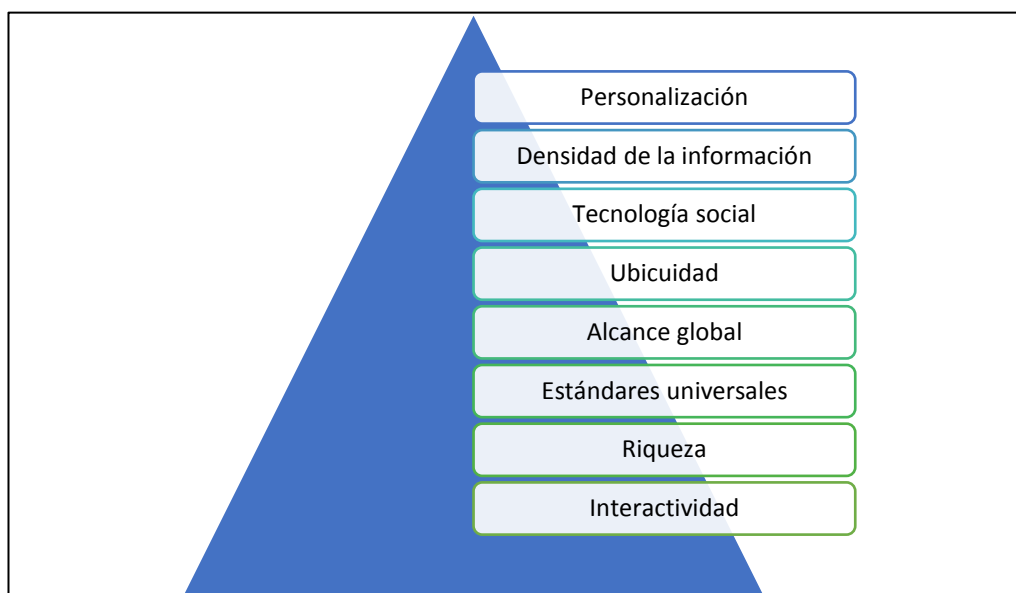 Personalización
Densidad de la información
Tecnología social
Ubicuidad
Alcance global
Estándares universales
Riqueza
Interactividad